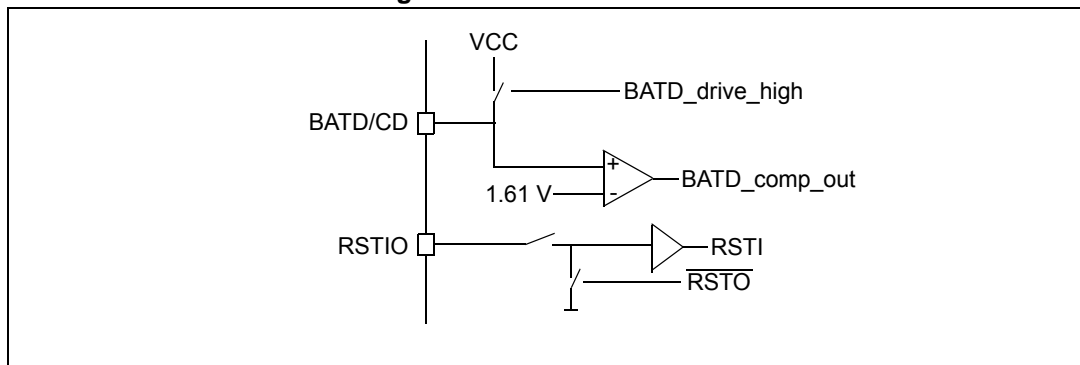 g
VCC
BATD_drive_high
BATD/CD
+
1.61 V
-
BATD_comp_out
RSTIO
RSTI
RSTO